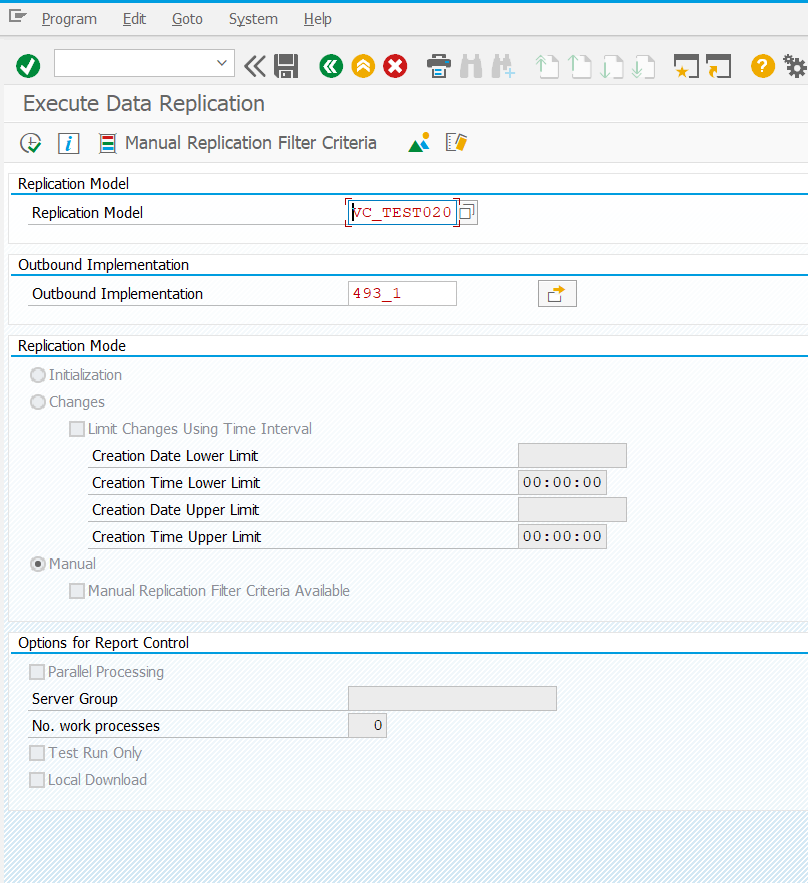 Program Edit Goto System Help
Execute Data Replication
Manual Replication Filter Criteria
Replication Model
Replication Model VC_TEST020
Outbound Implementation
Outbound Implementation 493_1
Replication Mode
Initialization
Changes
Limit Changes Using Time Interval
Creation Date Lower Limit
Creation Time Lower Limit 00:00:00
Creation Date Upper Limit
Creation Time Upper Limit 00:00:00
Manual
Manual Replication Filter Criteria Available
Options for Report Control
Parallel Processing
Server Group
No. work processes 0
Test Run Only
Local Download